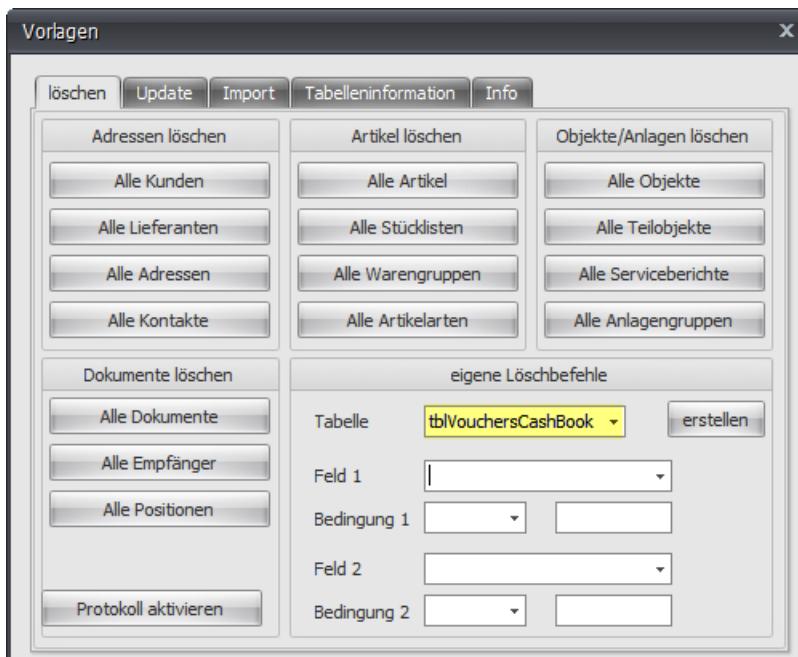 Vorlagen
x
löschen
Update
Import
Tabelleninformation
Info
Adressen löschen
Alle Kunden
Alle Lieferanten
Alle Adressen
Alle Kontakte
Artikel löschen
Alle Artikel
Alle Stücklisten
Alle Warengruppen
Alle Artikelarten
Objekte/Anlagen löschen
Alle Objekte
Alle Teilobjekte
Alle Serviceberichte
Alle Anlagengruppen
Dokumente löschen
Alle Dokumente
Alle Empfänger
Alle Positionen
Protokoll aktivieren
eigene Löschbefehle
Tabelle tblVouchersCashBook erstellen
Feld 1
Bedingung 1
Feld 2
Bedingung 2